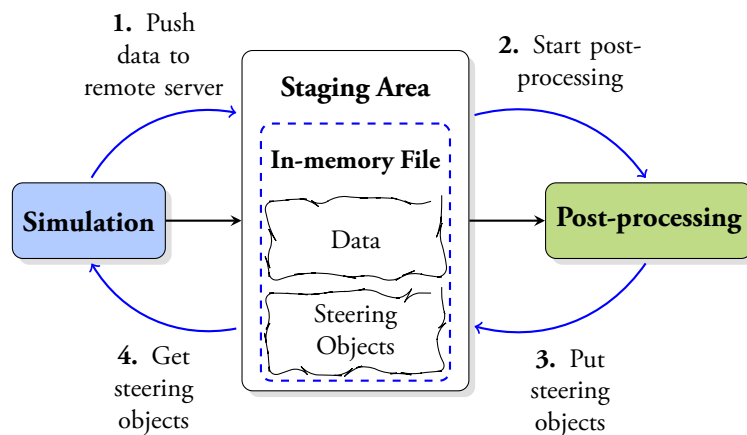 1. Push
data to
remote server
2. Start post-
processing
Staging Area
In-memory File
Simulation
Data
Post-processing
Steering
Objects
4. Get
steering
objects
3. Put
steering
objects